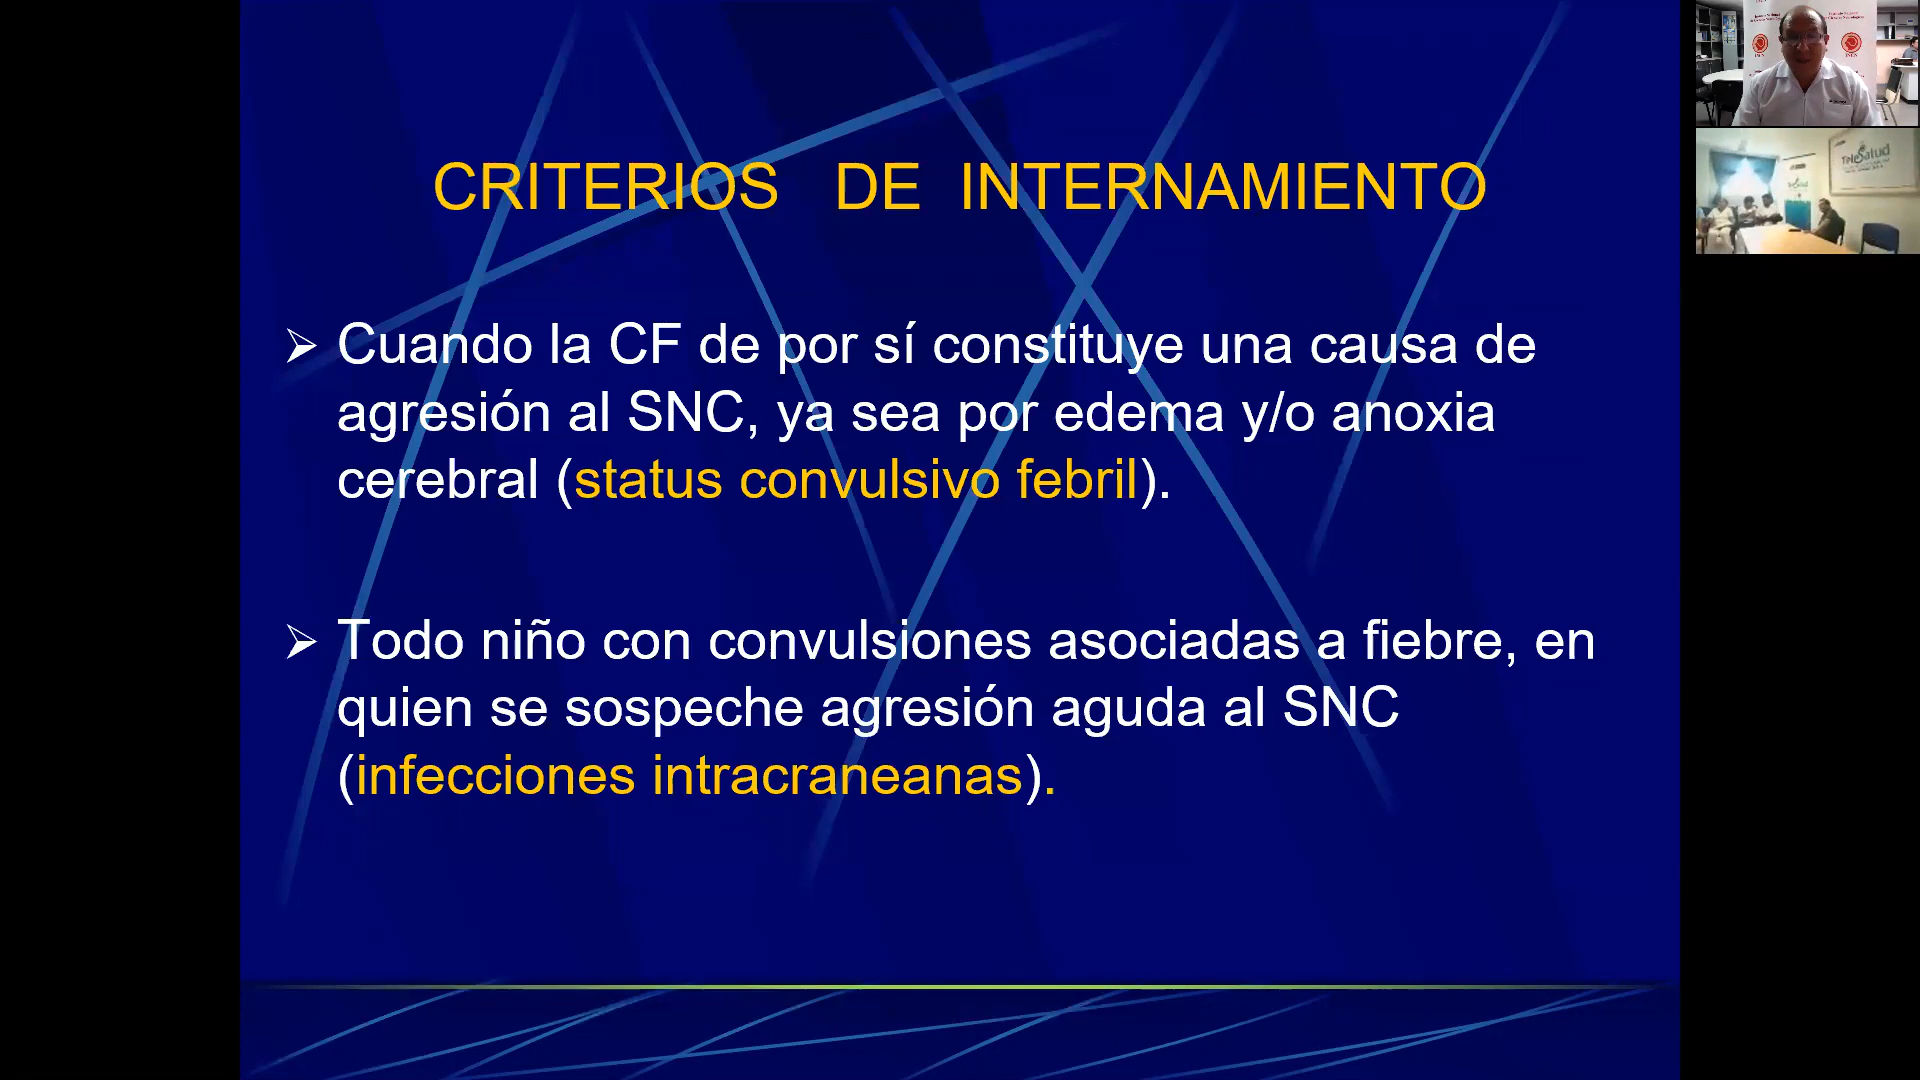 CRITERIOS DE INTERNAMIENTO
➢ Cuando la CF de por sí constituye una causa de
agresión al SNC, ya sea por edema y/o anoxia
cerebral (status convulsivo febril).
➢ Todo niño con convulsiones asociadas a fiebre, en
quien se sospeche agresión aguda al SNC
(infecciones intracraneanas).
TeleSalud